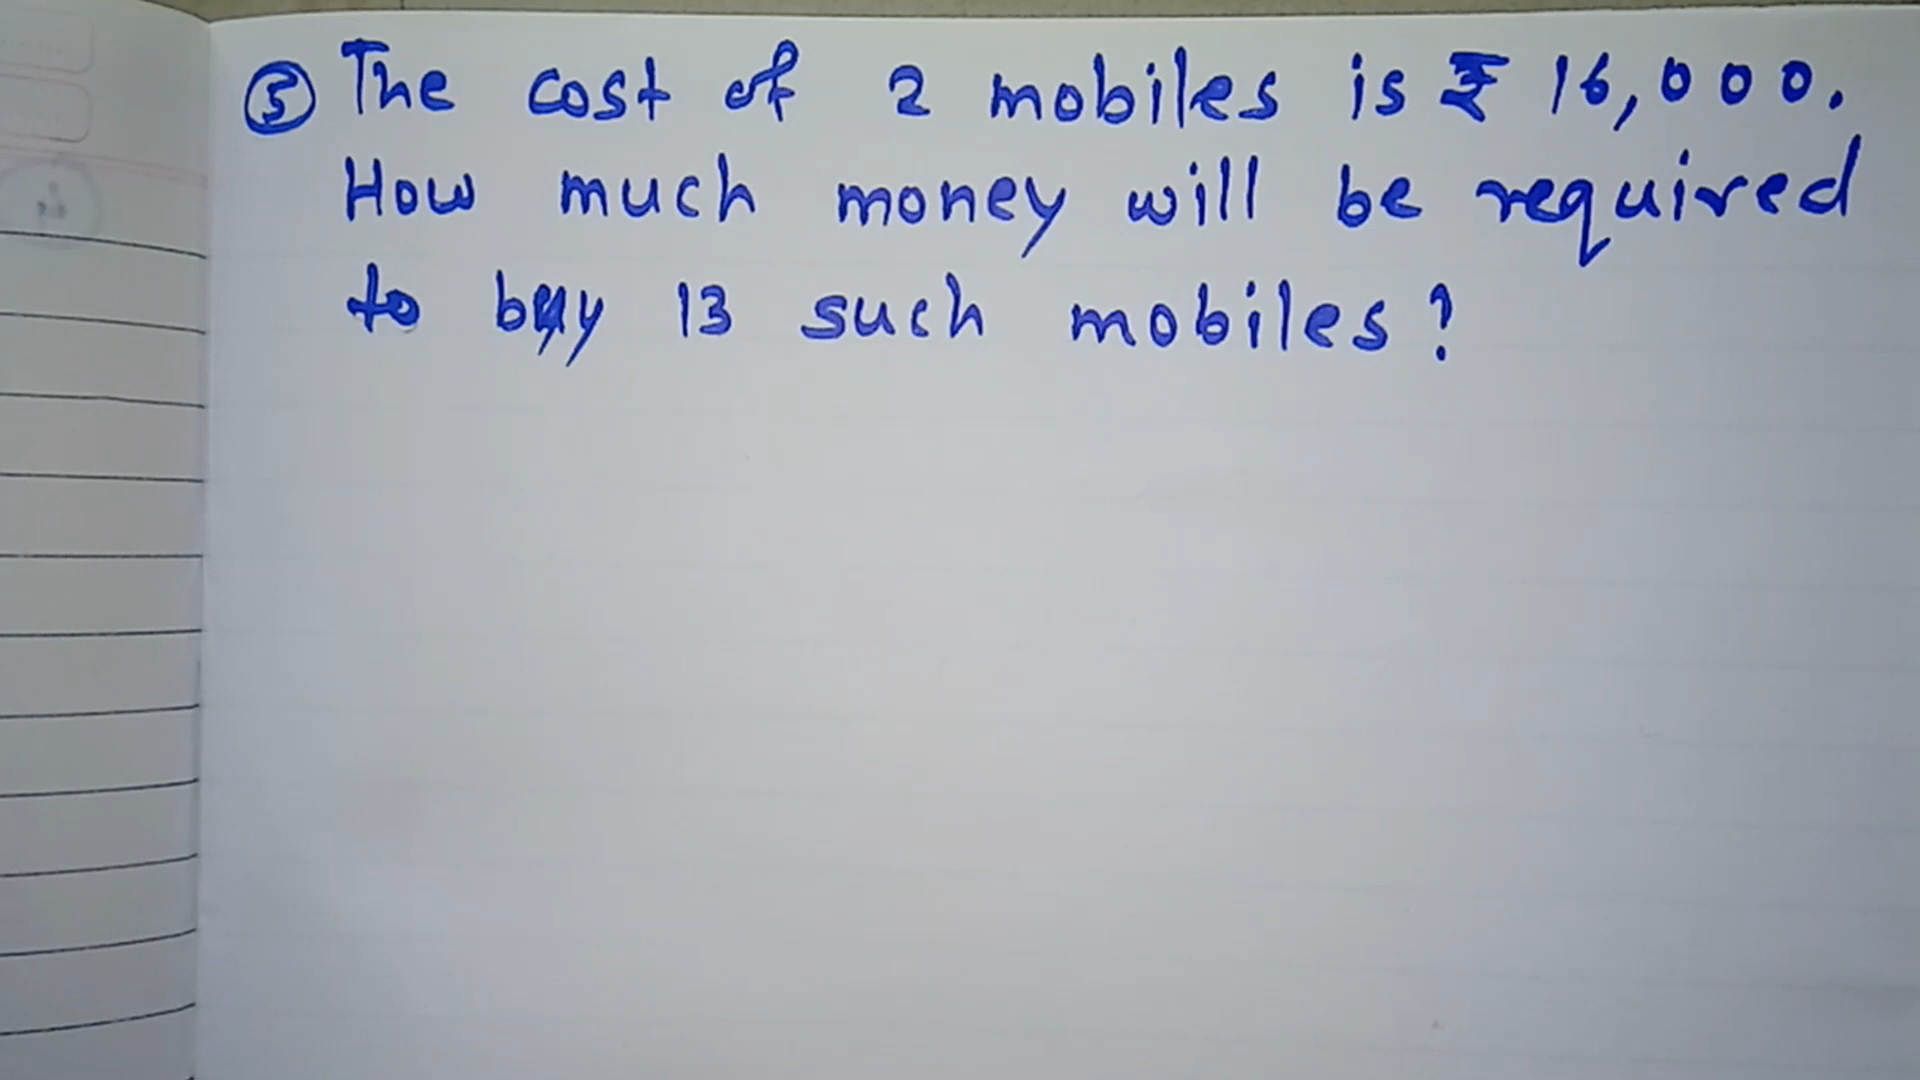 ⑤ The cost of 2 mobiles is ₹ 16,000.
How much money will be required
to buy 13 such mobiles?